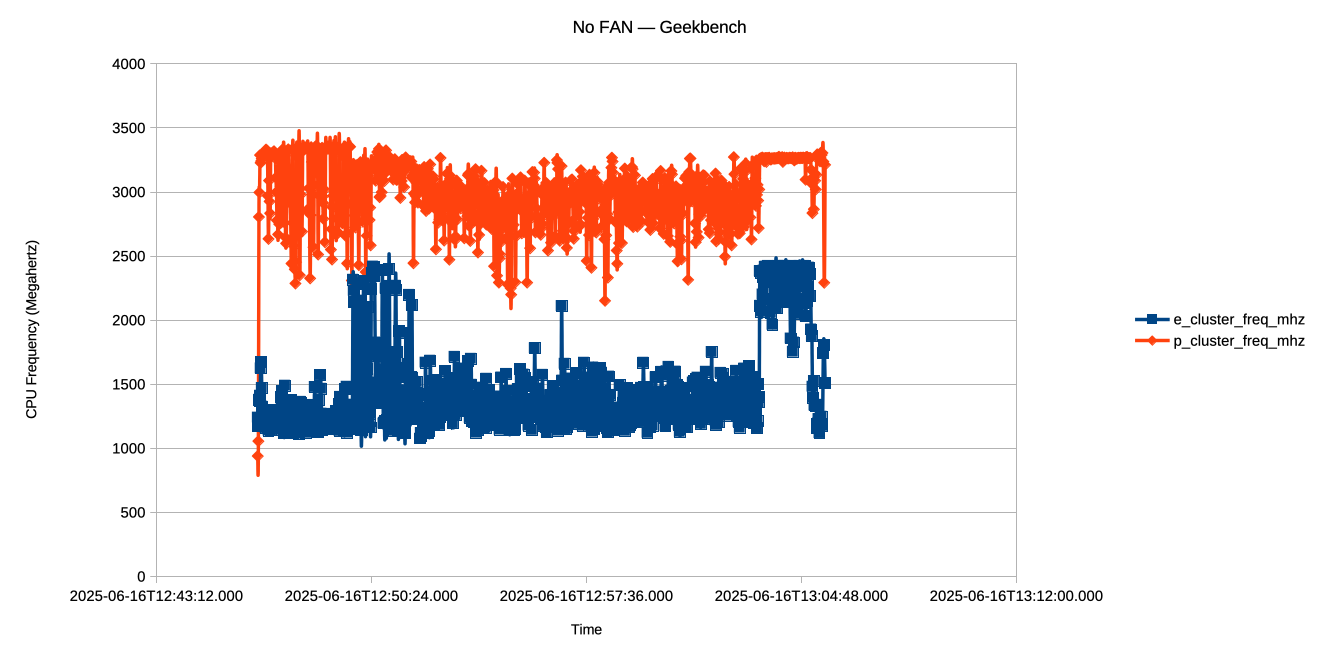 No FAN — Geekbench
4000
3500
3000
2500
2000
1500
1000
500
0
CPU Frequency (Megahertz)
2025-06-16T12:43:12.000
2025-06-16T12:50:24.000
2025-06-16T12:57:36.000
2025-06-16T13:04:48.000
2025-06-16T13:12:00.000
Time
e_cluster_freq_mhz
p_cluster_freq_mhz